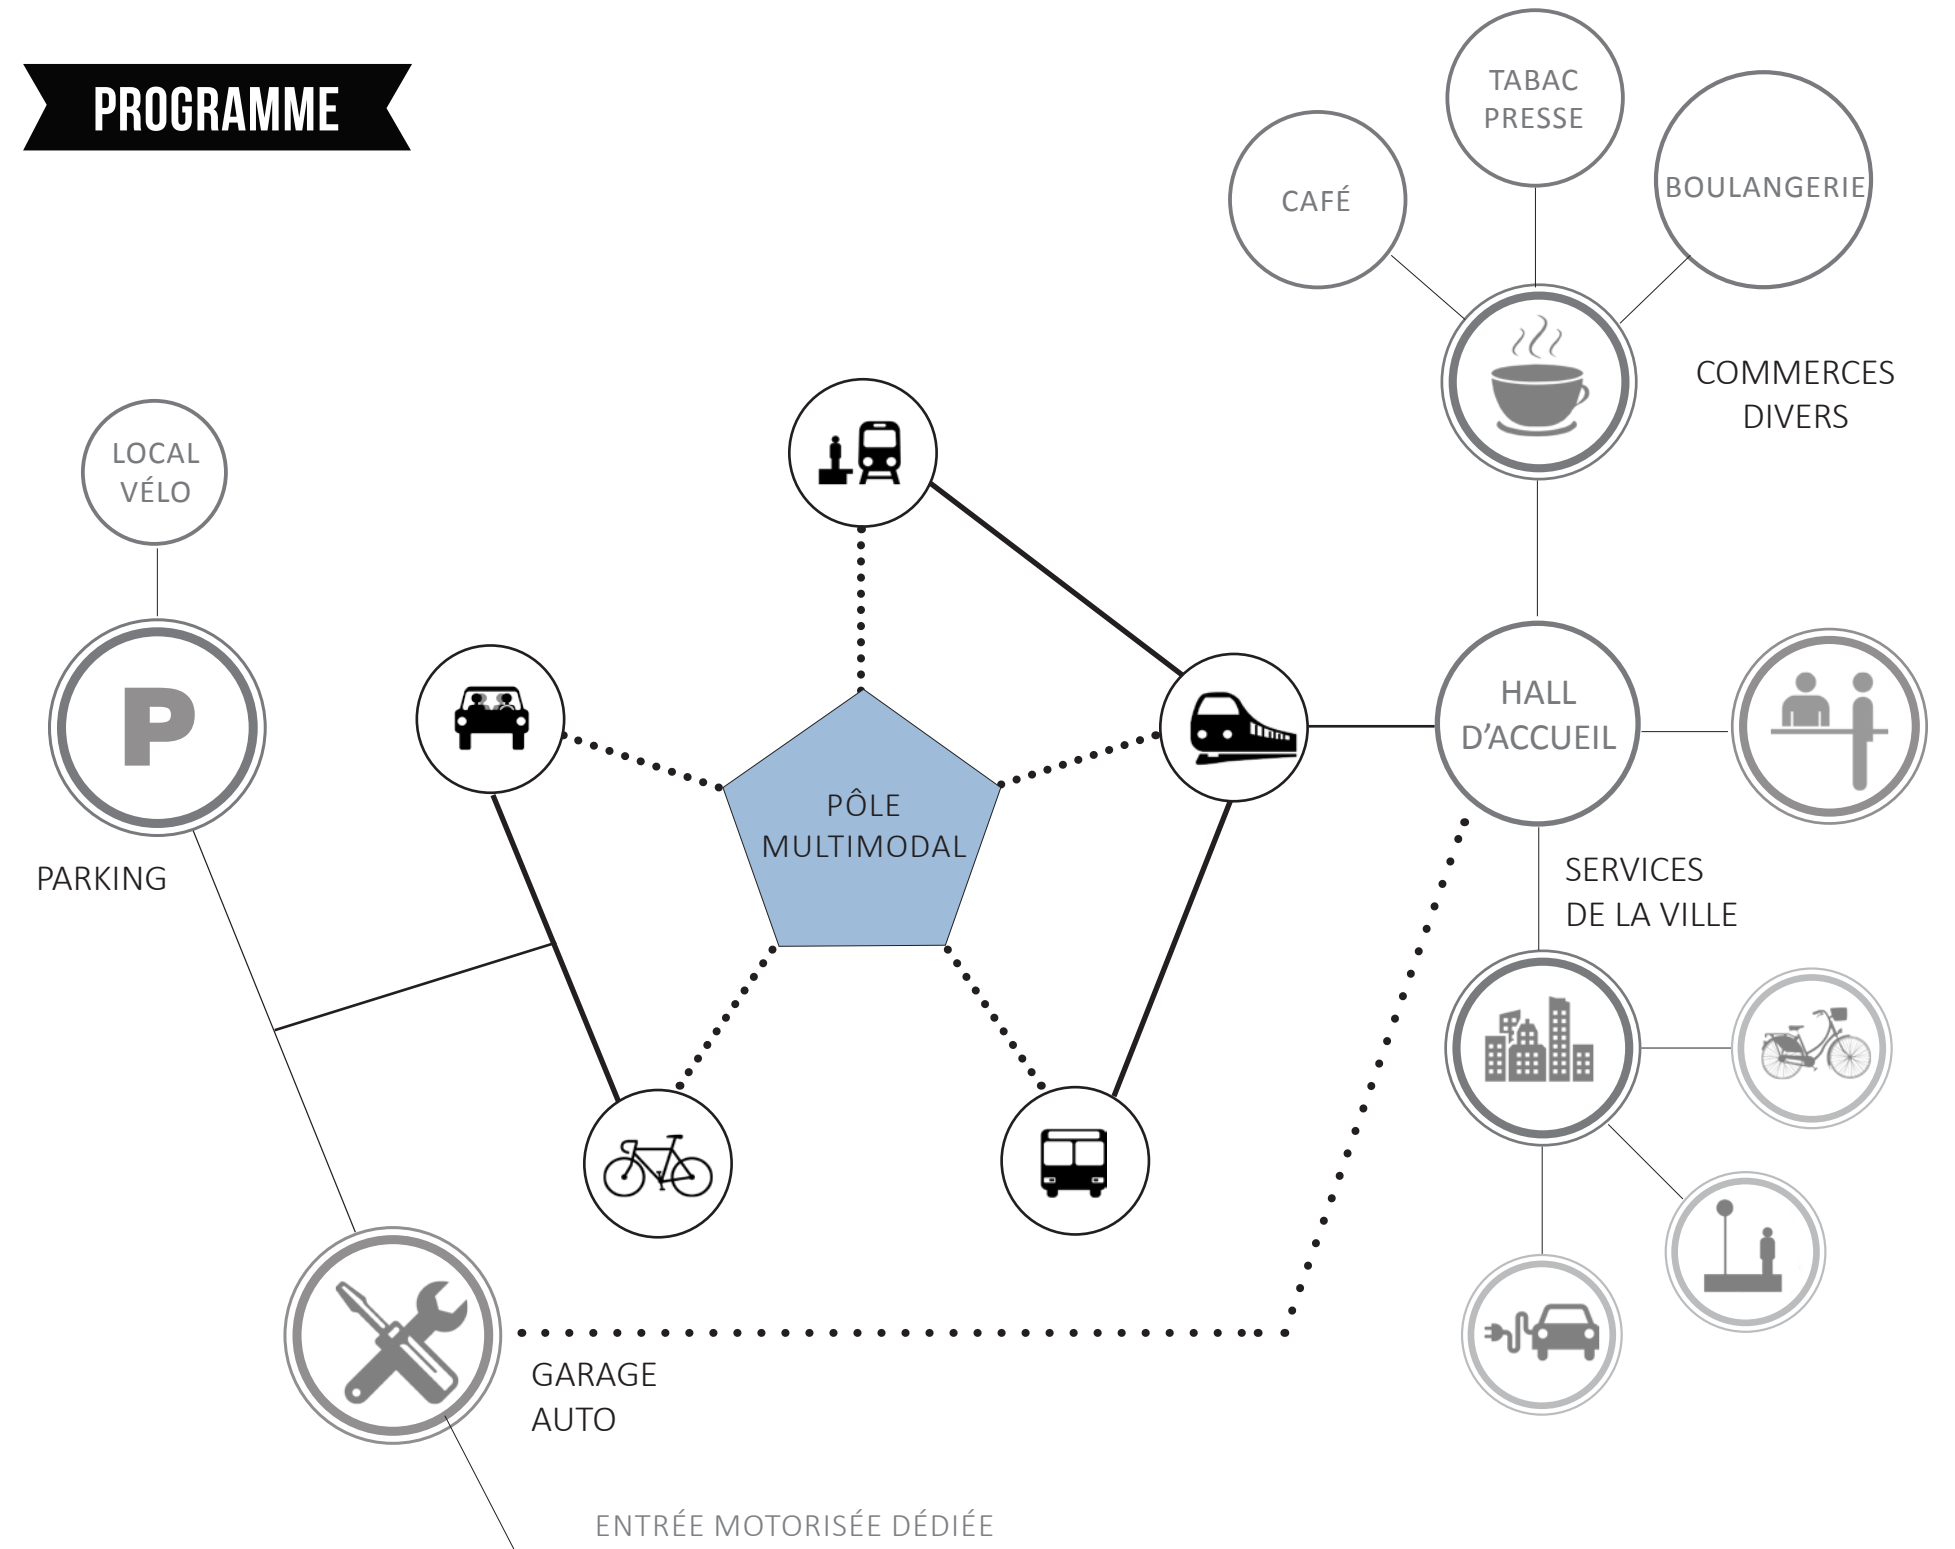 PROGRAMME
TABAC
PRESSE
CAFÉ
BOULANGERIE
COMMERCES
DIVERS
LOCAL
VÉLO
P
PARKING
PÔLE
MULTIMODAL
HALL
D'ACCUEIL
SERVICES
DE LA VILLE
GARAGE
AUTO
ENTRÉE MOTORISÉE DÉDIÉE